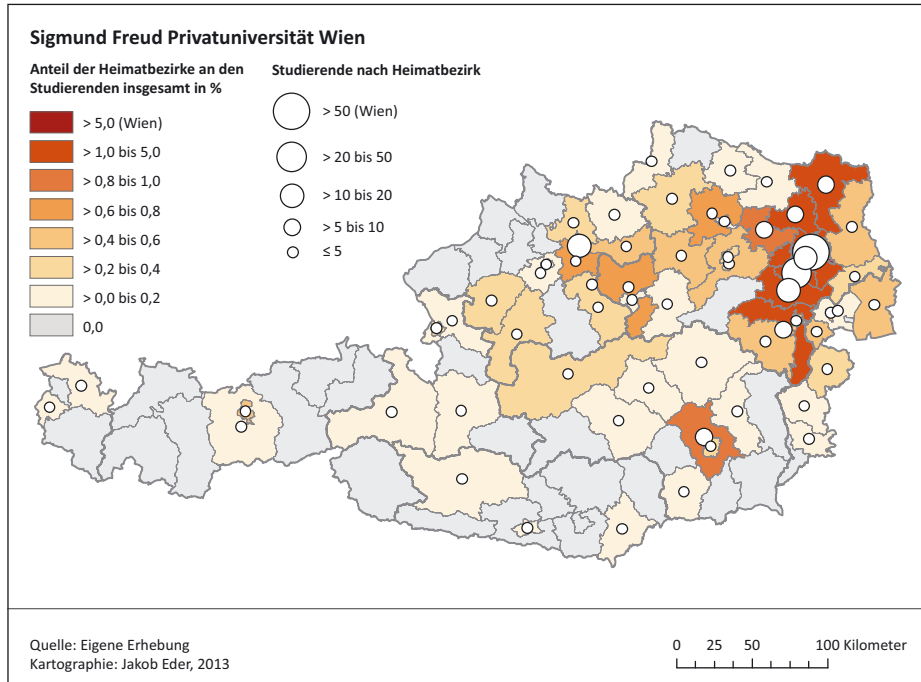 Sigmund Freud Privatuniversität Wien
Anteil der Heimatbezirke an den
Studierenden insgesamt in %
> 5,0 (Wien)
> 1,0 bis 5,0
> 0,8 bis 1,0
> 0,6 bis 0,8
> 0,4 bis 0,6
> 0,2 bis 0,4
> 0,0 bis 0,2
0,0
Studierende nach Heimatbezirk
> 50 (Wien)
> 20 bis 50
> 10 bis 20
> 5 bis 10
≤ 5
Quelle: Eigene Erhebung
Kartographie: Jakob Eder, 2013
0 25 50 100 Kilometer